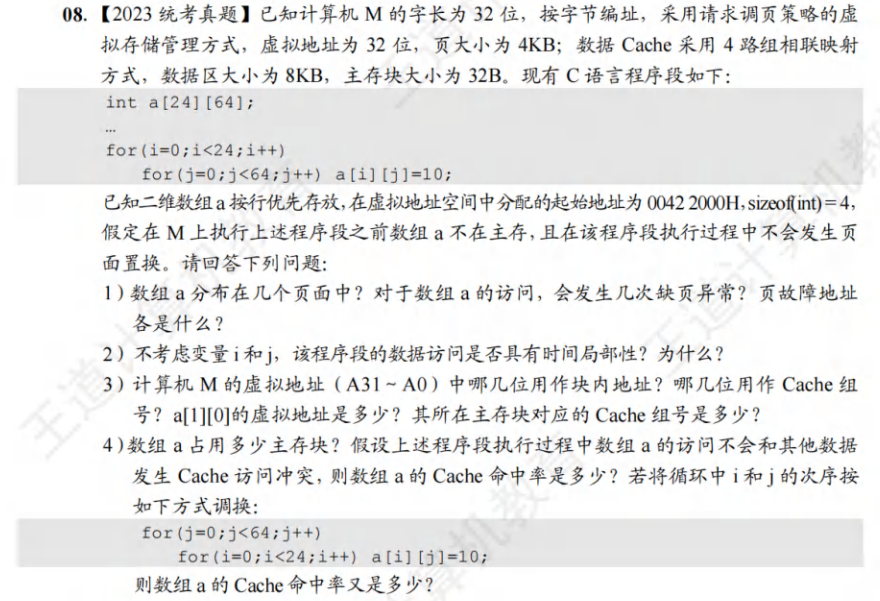 08.【2023 统考真题】已知计算机 M 的字长为 32 位，按字节编址，采用请求调页策略的虚
拟存储管理方式，虚拟地址为 32 位，页大小为 4KB；数据 Cache 采用 4 路组相联映射
方式，数据区大小为 8KB，主存块大小为 32B。现有 C 语言程序段如下：
int a[24][64];
…
for(i=0;i<24;i++)
for(j=0;j<64;j++) a[i][j]=10;
已知二维数组 a 按行优先存放，在虚拟地址空间中分配的起始地址为 0042 2000H，sizeof(int) = 4，
假定在 M 上执行上述程序段之前数组 a 不在主存，且在该程序段执行过程中不会发生页
面置换。请回答下列问题：
1）数组 a 分布在几个页面中？对于数组 a 的访问，会发生几次缺页异常？页故障地址
各是什么？
2）不考虑变量 i 和 j，该程序段的数据访问是否具有时间局部性？为什么？
3）计算机 M 的虚拟地址（A31～A0）中哪几位用作块内地址？哪几位用作 Cache 组
号？a[1][0]的虚拟地址是多少？其所在主存块对应的 Cache 组号是多少？
4）数组 a 占用多少主存块？假设上述程序段执行过程中数组 a 的访问不会和其他数据
发生 Cache 访问冲突，则数组 a 的 Cache 命中率是多少？若将循环中 i 和 j 的次序按
如下方式调换：
for(j=0;j<64;j++)
for(i=0;i<24;i++) a[i][j]=10;
则数组 a 的 Cache 命中率又是多少？
王道计算机教育